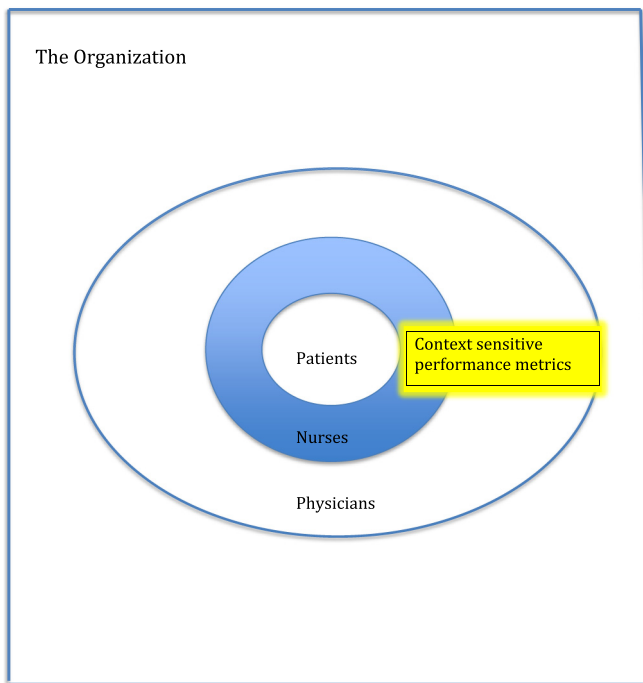 The Organization
Context sensitive
performance metrics
Patients
Nurses
Physicians